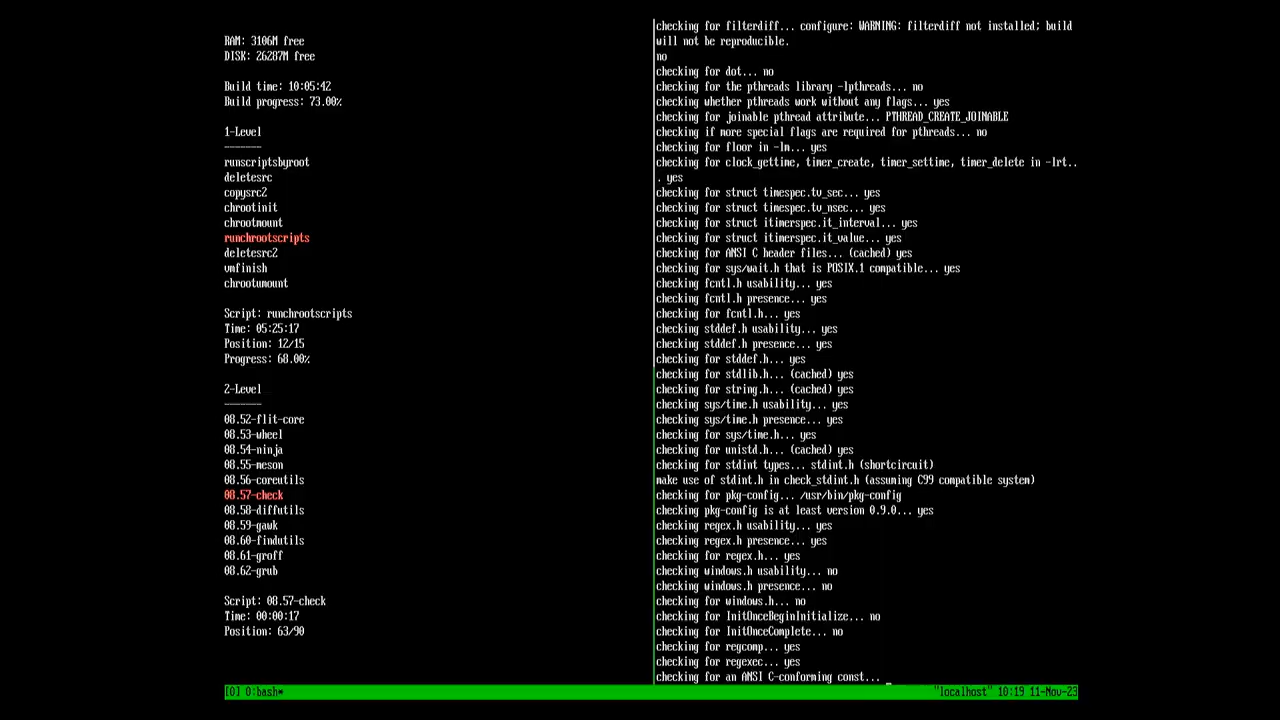 RAM: 3106M free
DISK: 26287M free
Build time: 10:05:42
Build progress: 73.00%
1-Level
-------
runscriptsbyroot
deletesrc
copysrc2
chrootinit
chrootmount
runchrootscripts
deletesrc2
vmfinish
chrootumount
Script: runchrootscripts
Time: 05:25:17
Position: 12/15
Progress: 68.00%
2-Level
-------
08.52-flit-core
08.53-wheel
08.54-ninja
08.55-meson
08.56-coreutils
08.57-check
08.58-diffutils
08.59-gawk
08.60-findutils
08.61-groff
08.62-grub
Script: 08.57-check
Time: 00:00:17
Position: 63/90
checking for filterdiff... configure: WARNING: filterdiff not installed; build
will not be reproducible.
no
checking for dot... no
checking for the pthreads library -lpthreads... no
checking whether pthreads work without any flags... yes
checking for joinable pthread attribute... PTHREAD_CREATE_JOINABLE
checking if more special flags are required for pthreads... no
checking for floor in -lm... yes
checking for clock_gettime, timer_create, timer_settime, timer_delete in -lrt..
. yes
checking for struct timespec.tv_sec... yes
checking for struct timespec.tv_nsec... yes
checking for struct itimerspec.it_interval... yes
checking for struct itimerspec.it_value... yes
checking for ANSI C header files... (cached) yes
checking for sys/wait.h that is POSIX.1 compatible... yes
checking fcntl.h usability... yes
checking fcntl.h presence... yes
checking for fcntl.h... yes
checking stddef.h usability... yes
checking stddef.h presence... yes
checking for stddef.h... yes
checking for stdlib.h... (cached) yes
checking for string.h... (cached) yes
checking sys/time.h usability... yes
checking sys/time.h presence... yes
checking for sys/time.h... yes
checking for unistd.h... (cached) yes
checking for stdint types... stdint.h (shortcircuit)
make use of stdint.h in check_stdint.h (assuming C99 compatible system)
checking for pkg-config... /usr/bin/pkg-config
checking pkg-config is at least version 0.9.0... yes
checking regex.h usability... yes
checking regex.h presence... yes
checking for regex.h... yes
checking windows.h usability... no
checking windows.h presence... no
checking for windows.h... no
checking for InitOnceBeginInitialize... no
checking for InitOnceComplete... no
checking for regcomp... yes
checking for regexec... yes
checking for an ANSI C-conforming const... _
[0] 0:bash* "localhost" 10:19 11-Nov-23